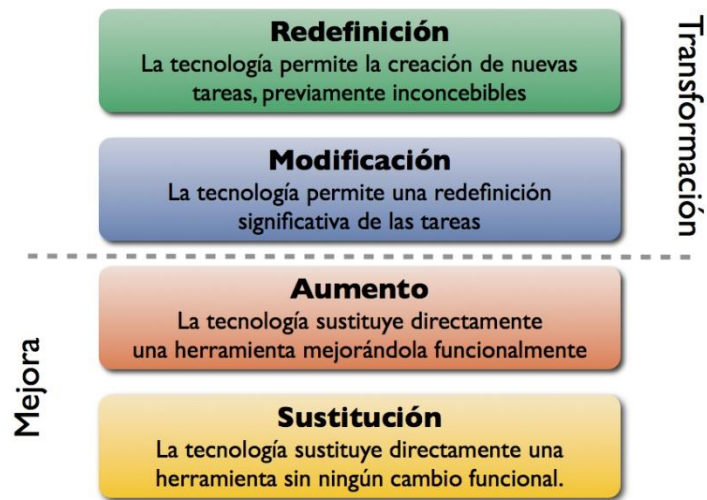 Redefinición
La tecnología permite la creación de nuevas
tareas, previamente inconcebibles
Transformación
Modificación
La tecnología permite una redefinición
significativa de las tareas
Aumento
La tecnología sustituye directamente
una herramienta mejorándola funcionalmente
Mejora
Sustitución
La tecnología sustituye directamente una
herramienta sin ningún cambio funcional.